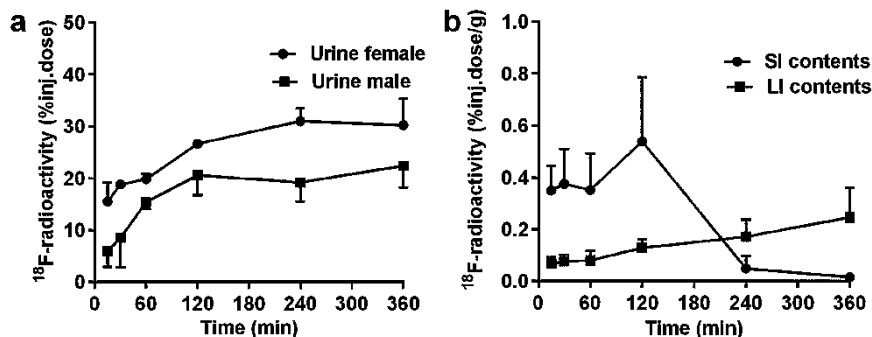 a
18F-radioactivity (%inj.dose)
50
40
30
20
10
0
0
60
120
180
240
300
360
Time (min)
Urine female
Urine male
b
18F-radioactivity (%inj.dose/g)
1.0
0.8
0.6
0.4
0.2
0.0
0
60
120
180
240
300
360
Time (min)
SI contents
LI contents